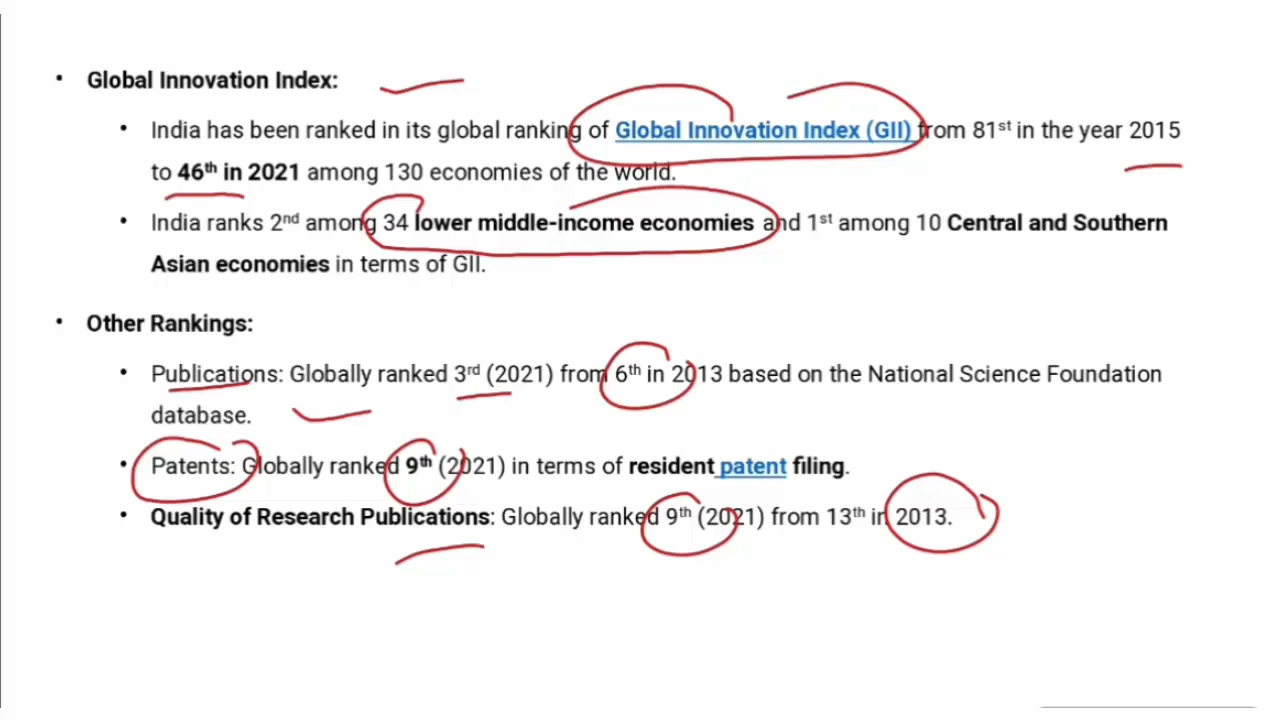 • Global Innovation Index:
• India has been ranked in its global ranking of Global Innovation Index (GII) from 81st in the year 2015
to 46th in 2021 among 130 economies of the world.
• India ranks 2nd among 34 lower middle-income economies and 1st among 10 Central and Southern
Asian economies in terms of GII.
• Other Rankings:
• Publications: Globally ranked 3rd (2021) from 6th in 2013 based on the National Science Foundation
database.
• Patents: Globally ranked 9th (2021) in terms of resident patent filing.
• Quality of Research Publications: Globally ranked 9th (2021) from 13th in 2013.